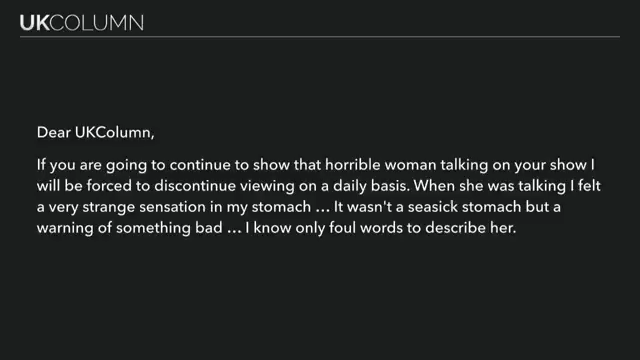 UKCOLUMN
Dear UKColumn,
If you are going to continue to show that horrible woman talking on your show I
will be forced to discontinue viewing on a daily basis. When she was talking I felt
a very strange sensation in my stomach ... It wasn't a seasick stomach but a
warning of something bad ... I know only foul words to describe her.